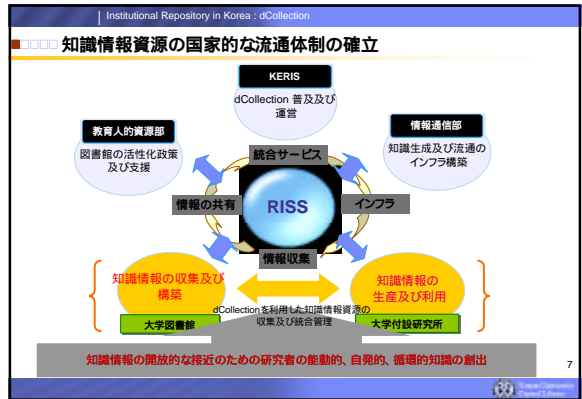 Institutional Repository in Korea : dCollection
知識情報資源の国家的な流通体制の確立
KERIS
dCollection 普及及び
運営
教育人的資源部
図書館の活性化政策
及び支援
情報通信部
知識生成及び流通の
インフラ構築
統合サービス
情報の共有
RISS
インフラ
情報収集
知識情報の収集及び
構築
大学図書館
知識情報の
生産及び利用
大学付設研究所
dCollectionを利用した知識情報資源の
収集及び統合管理
知識情報の開放的な接近のための研究者の能動的、自発的、循環的知識の創出
7